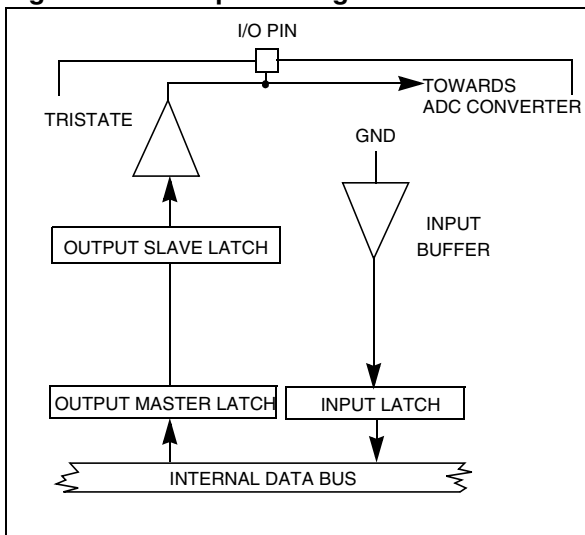 I/O PIN
TOWARDS
ADC CONVERTER
TRISTATE
GND
INPUT
BUFFER
OUTPUT SLAVE LATCH
OUTPUT MASTER LATCH
INPUT LATCH
INTERNAL DATA BUS